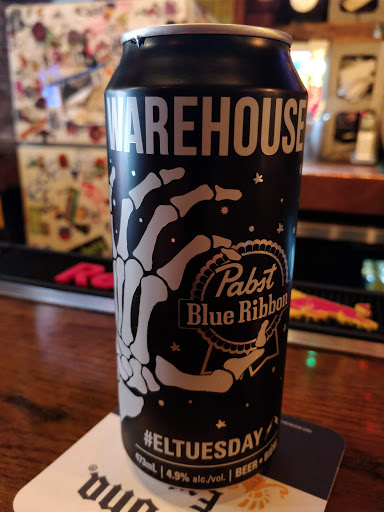 WAREHOUSE
Pabst
Blue Ribbon
#ELTUESDAY
473mL | 4.9% alc./vol. | BEER •